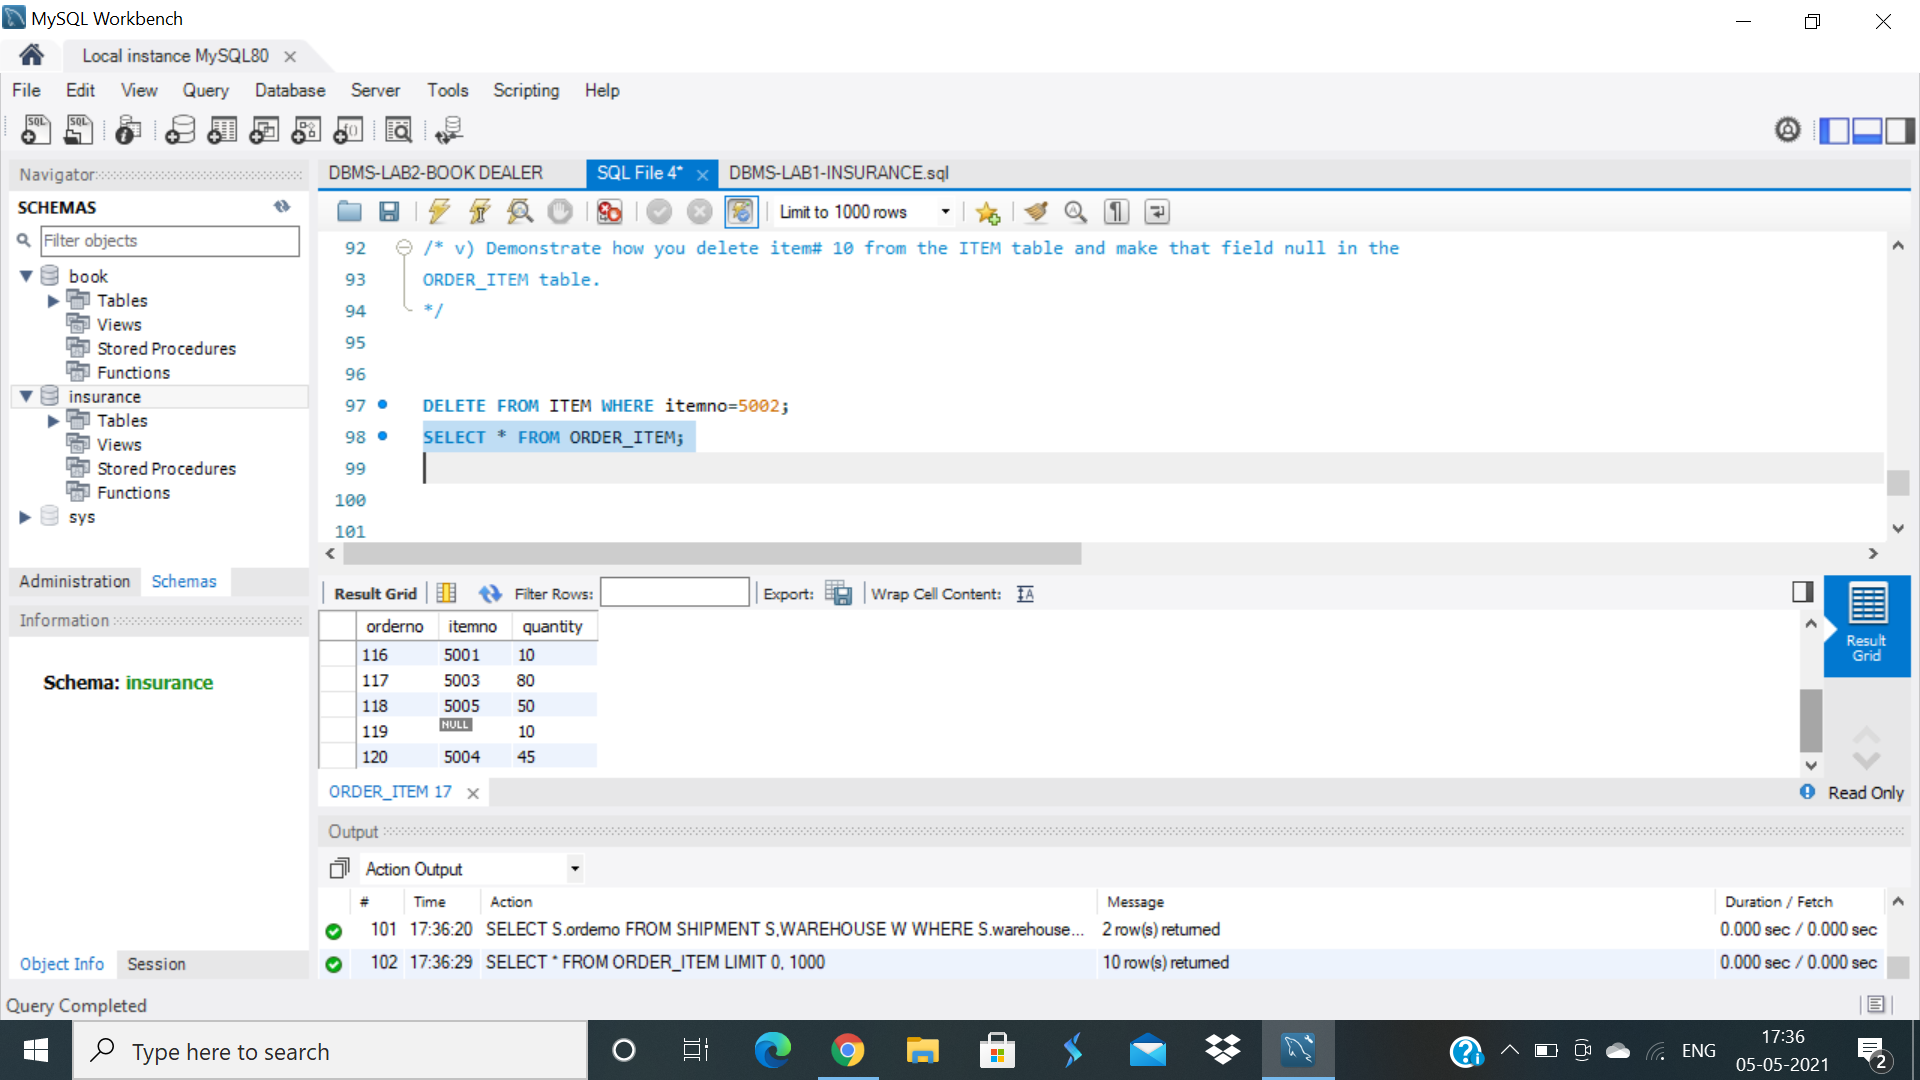 MySQL Workbench
Local instance MySQL80
File Edit View Query Database Server Tools Scripting Help
Navigator
SCHEMAS
Filter objects
book
Tables
Views
Stored Procedures
Functions
insurance
Tables
Views
Stored Procedures
Functions
sys
Administration Schemas
Information
Schema: insurance
Object Info Session
DBMS-LAB2-BOOK DEALER SQL File 4* DBMS-LAB1-INSURANCE.sql
Limit to 1000 rows
92 /* v) Demonstrate how you delete item# 10 from the ITEM table and make that field null in the
93 ORDER_ITEM table.
94 */
95
96
97 DELETE FROM ITEM WHERE itemno=5002;
98 SELECT * FROM ORDER_ITEM;
99
100
101
Result Grid Filter Rows: Export: Wrap Cell Content:
orderno itemno quantity
116 5001 10
117 5003 80
118 5005 50
119 NULL 10
120 5004 45
Result
Grid
ORDER_ITEM 17
Read Only
Output
Action Output
# Time Action Message Duration / Fetch
101 17:36:20 SELECT S.orderno FROM SHIPMENT S,WAREHOUSE W WHERE S.warehouse... 2 row(s) returned 0.000 sec / 0.000 sec
102 17:36:29 SELECT * FROM ORDER_ITEM LIMIT 0, 1000 10 row(s) returned 0.000 sec / 0.000 sec
Query Completed
Type here to search
ENG
17:36
05-05-2021
2